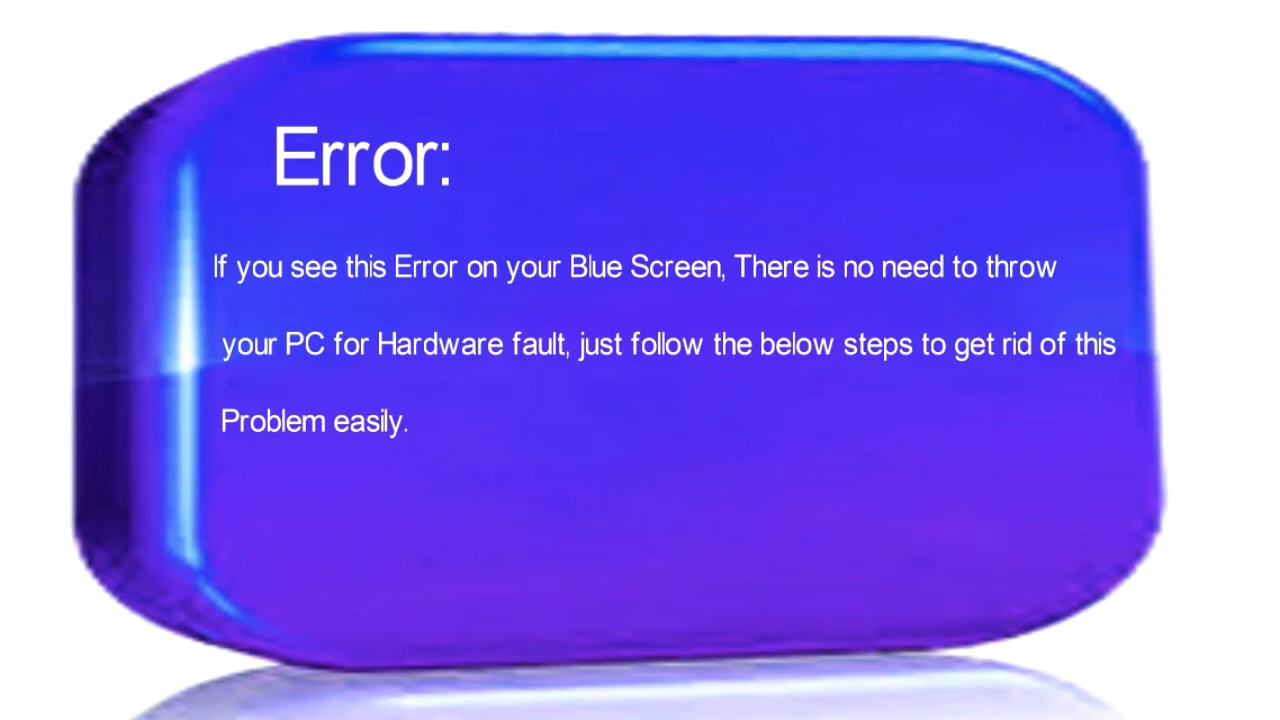 Error:
If you see this Error on your Blue Screen, There is no need to throw
your PC for Hardware fault, just follow the below steps to get rid of this
Problem easily.